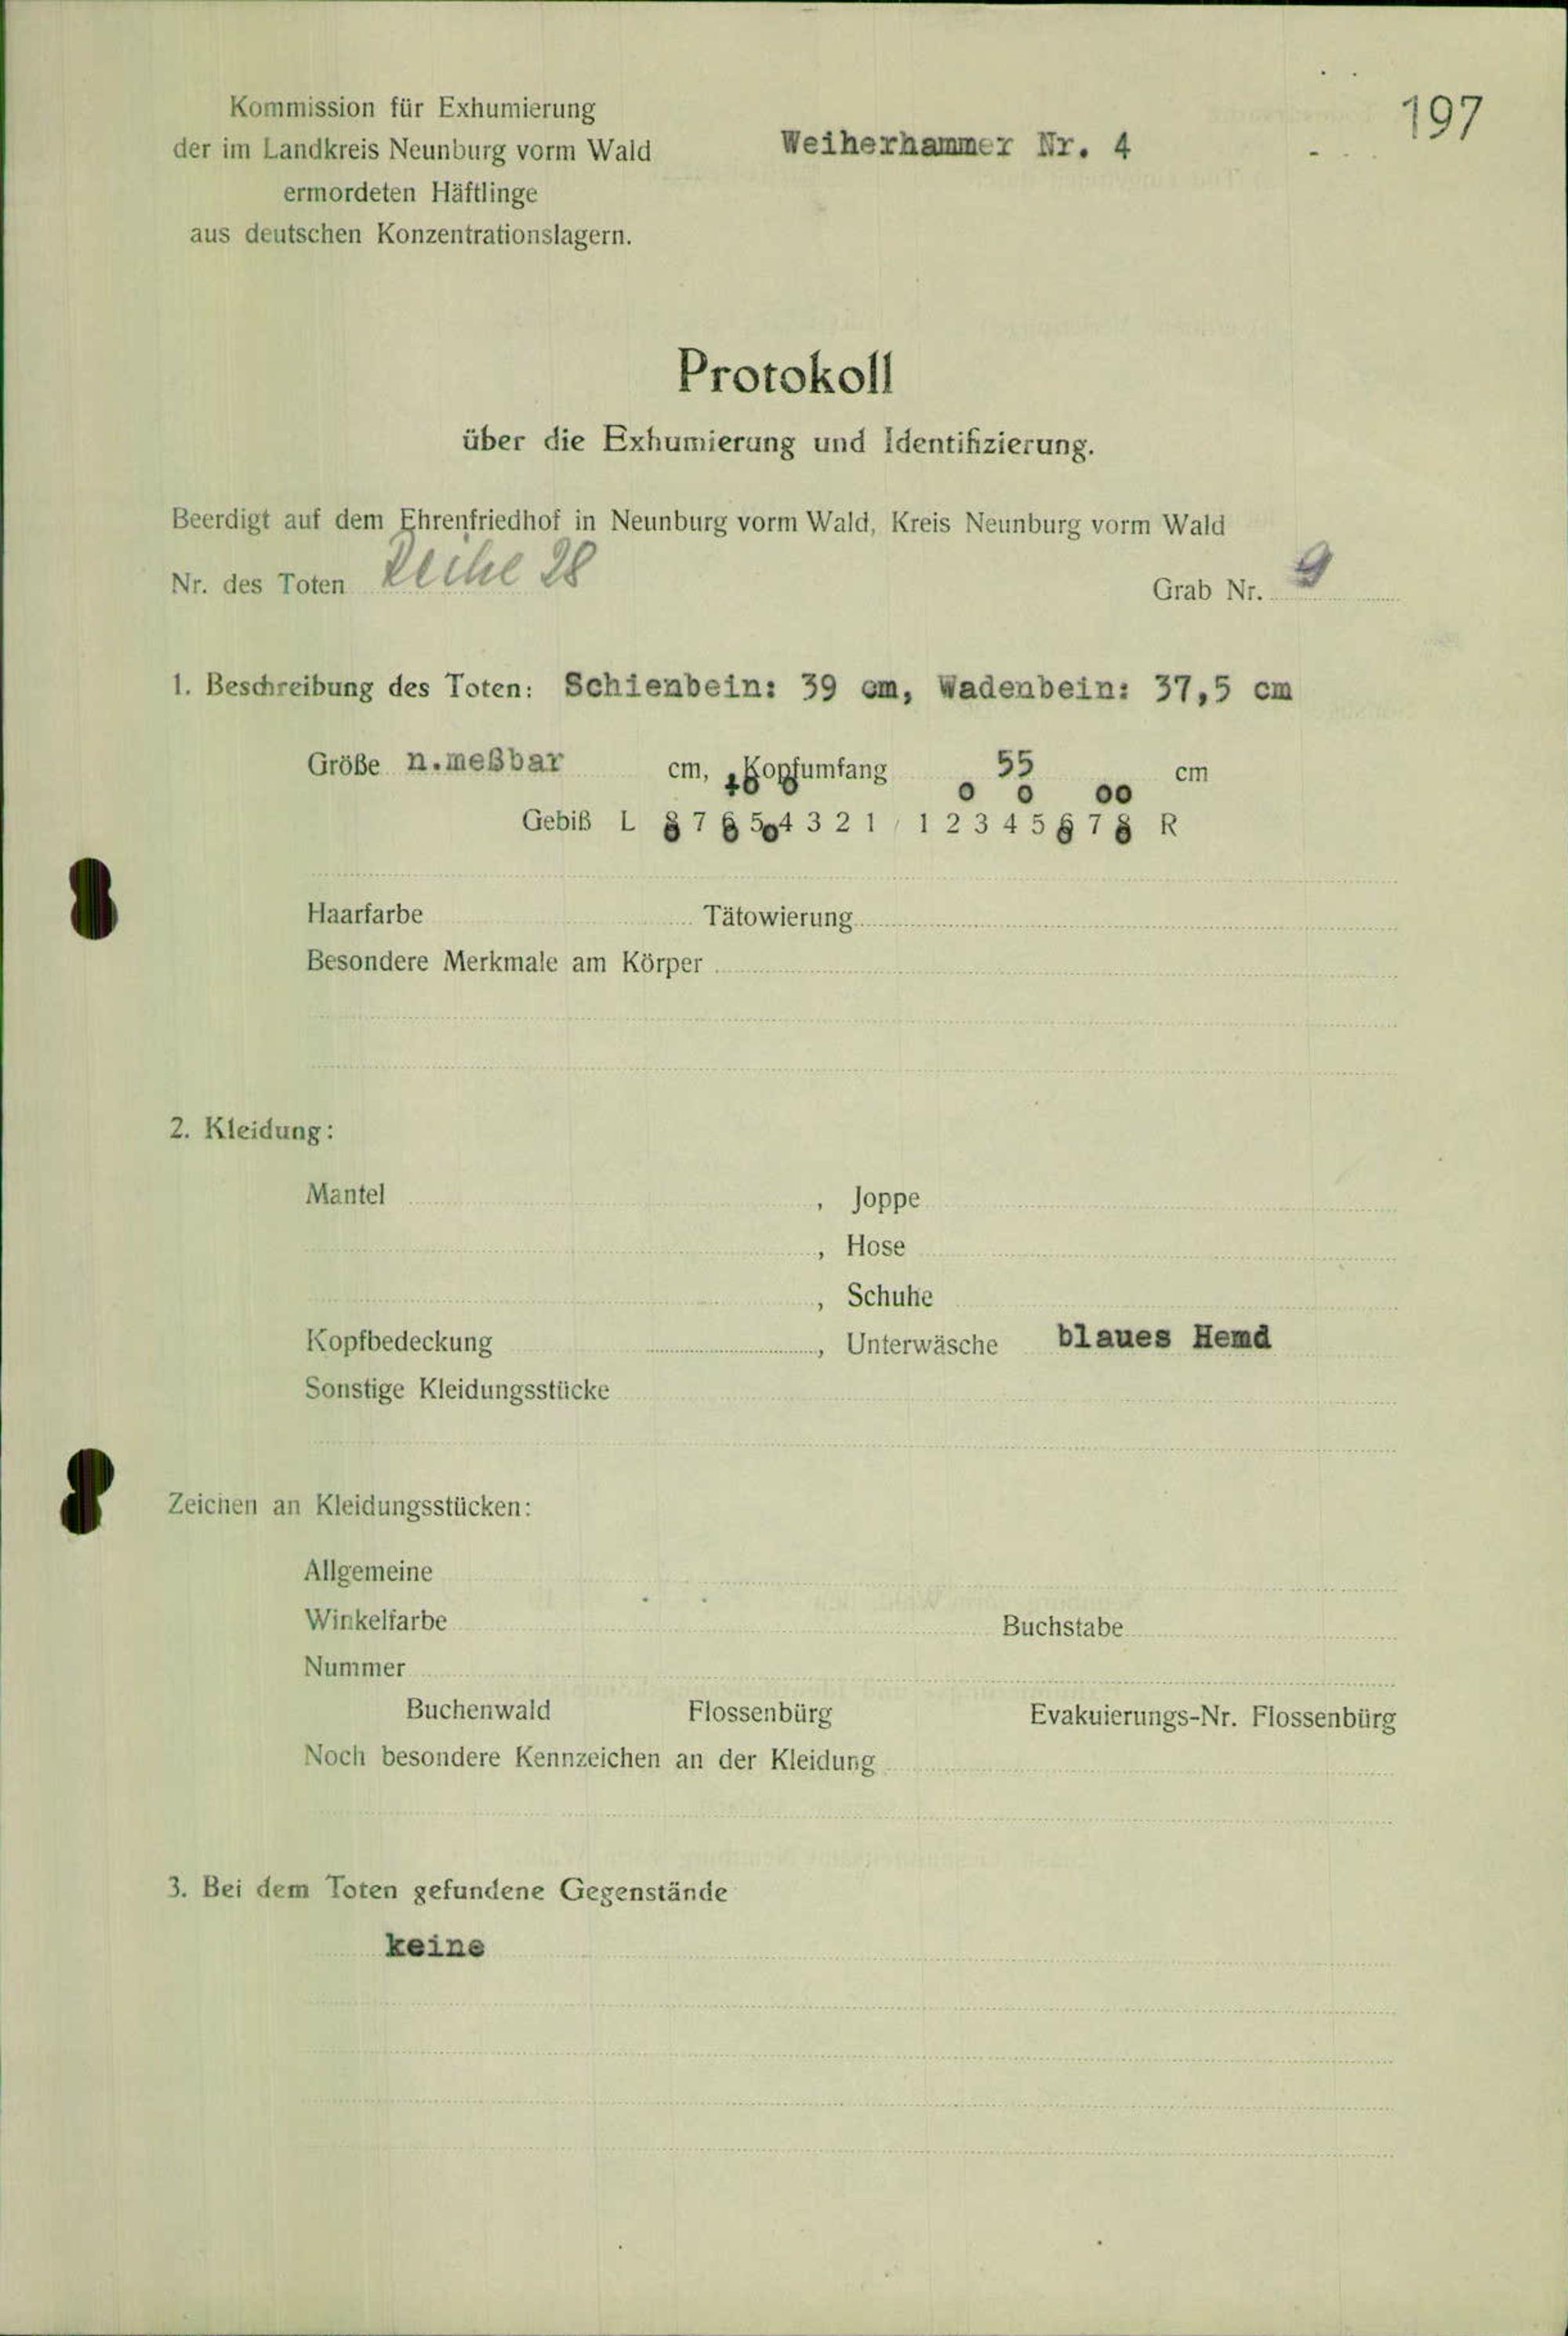 197
Kommission für Exhumierung
der im Landkreis Neunburg vorm Wald
ermordeten Häftlinge
aus deutschen Konzentrationslagern.
Weiherhammer Nr. 4
Protokoll
über die Exhumierung und Identifizierung.
Beerdigt auf dem Ehrenfriedhof in Neunburg vorm Wald, Kreis Neunburg vorm Wald
Nr. des Toten Reihe 28 Grab Nr. 9
1. Beschreibung des Toten: Schienbein: 39 cm, Wadenbein: 37,5 cm
Größe n.meßbar cm, Kopfumfang 55 cm
o o oo
Gebiß L 8 7 6 5 4 3 2 1 / 1 2 3 4 5 6 7 8 R
Haarfarbe Tätowierung
Besondere Merkmale am Körper
2. Kleidung:
Mantel , Joppe
, Hose
, Schuhe
Kopfbedeckung , Unterwäsche blaues Hemd
Sonstige Kleidungsstücke
Zeichen an Kleidungsstücken:
Allgemeine
Winkelfarbe Buchstabe
Nummer
Buchenwald Flossenbürg Evakuierungs-Nr. Flossenbürg
Noch besondere Kennzeichen an der Kleidung
3. Bei dem Toten gefundene Gegenstände
keine